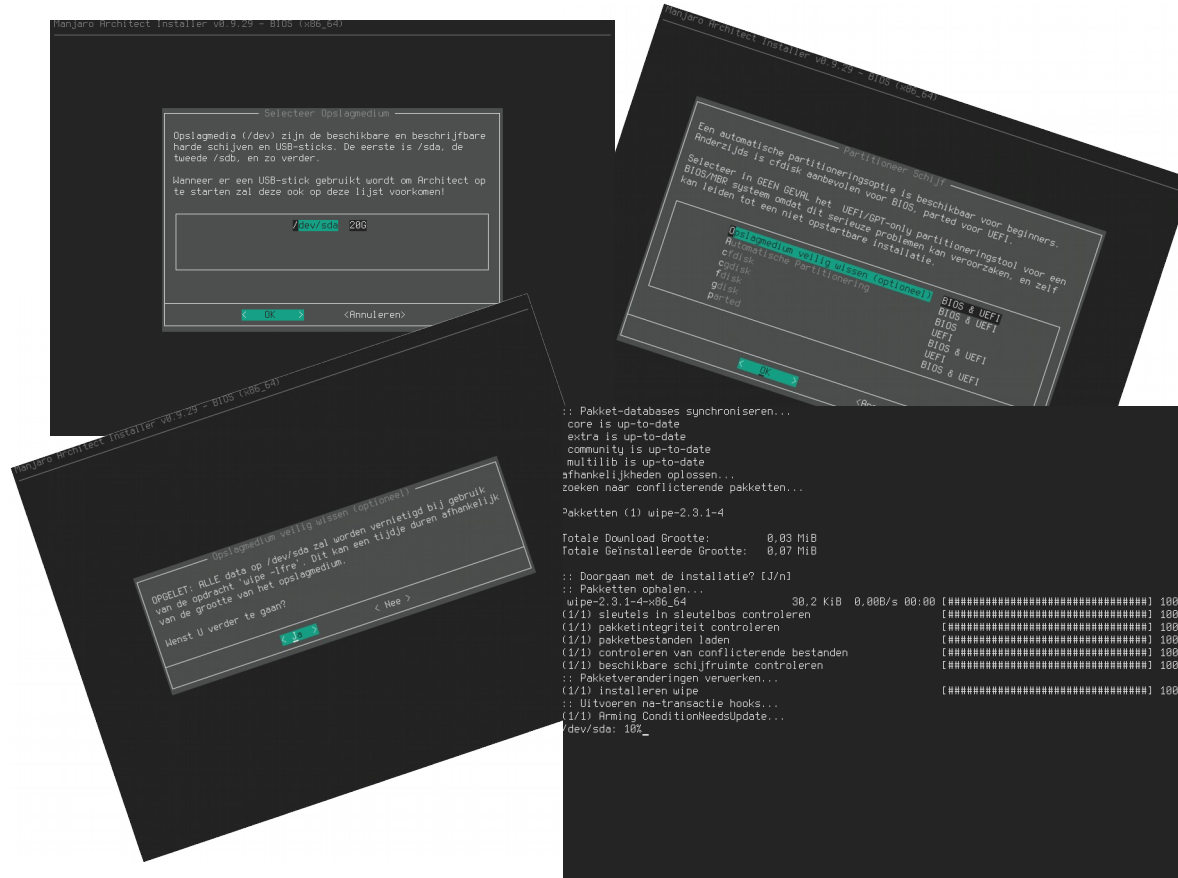 Manjaro Architect Installer v0.9.29 - BIOS (x86_64)
Selecteer Opslagmedium
Opslagmedia (/dev) zijn de beschikbare en beschrijfbare
harde schijven en USB-sticks. De eerste is /sda, de
tweede /sdb, en zo verder.
Wanneer er een USB-stick gebruikt wordt om Architect op
te starten zal deze ook op deze lijst voorkomen!
/dev/sda 20G
< OK > <Annuleren>
Manjaro Architect Installer v0.9.29 - BIOS (x86_64)
Partitioneer Schijf
Een automatische partitioneringsoptie is beschikbaar voor beginners.
Anderzijds is cfdisk aanbevolen voor BIOS, parted voor UEFI.
Selecteer in GEEN GEVAL het UEFI/GPT-only partitioneringstool voor een
BIOS/MBR systeem omdat dit serieuze problemen kan veroorzaken, en zelf
kan leiden tot een niet opstartbare installatie.
Opslagmedium veilig wissen (optioneel) BIOS & UEFI
Automatische Partitionering BIOS & UEFI
cfdisk BIOS
cgdisk UEFI
fdisk BIOS & UEFI
gdisk UEFI
parted BIOS & UEFI
< OK >
Manjaro Architect Installer v0.9.29 - BIOS (x86_64)
Opslagmedium veilig wissen (optioneel)
OPGELET: ALLE data op /dev/sda zal worden vernietigd bij gebruik
van de opdracht 'wipe -lfre'. Dit kan een tijdje duren afhankelijk
van de grootte van het opslagmedium.
Wenst U verder te gaan?
< Ja > < Nee >
:: Pakket-databases synchroniseren...
core is up-to-date
extra is up-to-date
community is up-to-date
multilib is up-to-date
afhankelijkheden oplossen...
zoeken naar conflicterende pakketten...
Pakketten (1) wipe-2.3.1-4
Totale Download Grootte: 0,03 MiB
Totale Geïnstalleerde Grootte: 0,07 MiB
:: Doorgaan met de installatie? [J/n]
:: Pakketten ophalen...
wipe-2.3.1-4-x86_64 30,2 KiB 0,00B/s 00:00 [################################] 100
(1/1) sleutels in sleutelbos controleren [################################] 100
(1/1) pakketintegriteit controleren [################################] 100
(1/1) pakketbestanden laden [################################] 100
(1/1) controleren van conflicterende bestanden [################################] 100
(1/1) beschikbare schijfruimte controleren [################################] 100
:: Pakketveranderingen verwerken...
(1/1) installeren wipe [################################] 100
:: Uitvoeren na-transactie hooks...
(1/1) Arming ConditionNeedsUpdate...
/dev/sda: 10%_